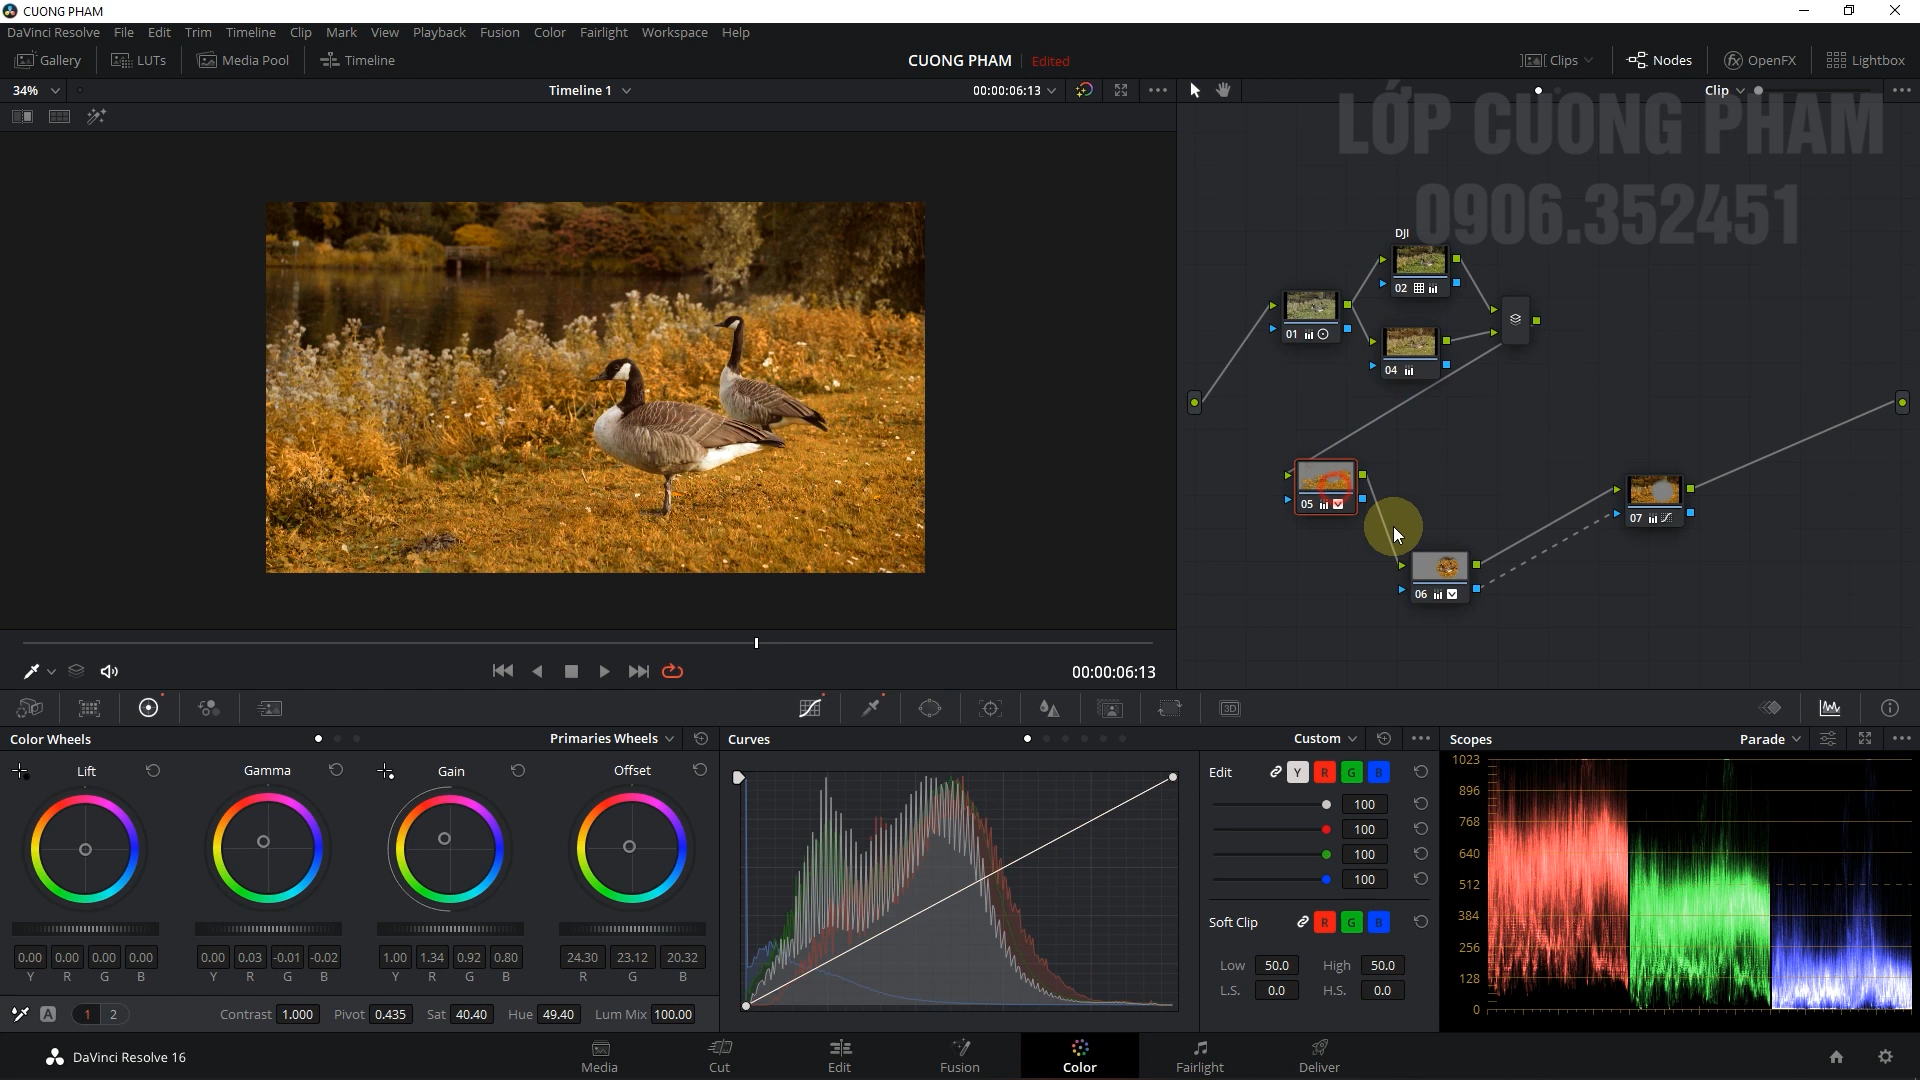 CUONG PHAM
DaVinci Resolve File Edit Trim Timeline Clip Mark View Playback Fusion Color Fairlight Workspace Help
Gallery LUTs Media Pool Timeline CUONG PHAM Edited Clips Nodes OpenFX Lightbox
34% Timeline 1 00:00:06:13 Clip
LỚP CUONG PHAM
0906.352451
DJI
02
01
04
05
07
06
00:00:06:13
3D
Color Wheels Primaries Wheels Curves Custom Scopes Parade
Lift Gamma Gain Offset
Edit Y R G B
100
100
100
100
Soft Clip R G B
Low 50.0 High 50.0
L.S. 0.0 H.S. 0.0
1023
896
768
640
512
384
256
128
0
0.00 0.00 0.00 0.00 0.00 0.03 -0.01 -0.02 1.00 1.34 0.92 0.80 24.30 23.12 20.32
Y R G B Y R G B Y R G B R G B
A 1 2 Contrast 1.000 Pivot 0.435 Sat 40.40 Hue 49.40 Lum Mix 100.00
DaVinci Resolve 16 Media Cut Edit Fusion Color Fairlight Deliver